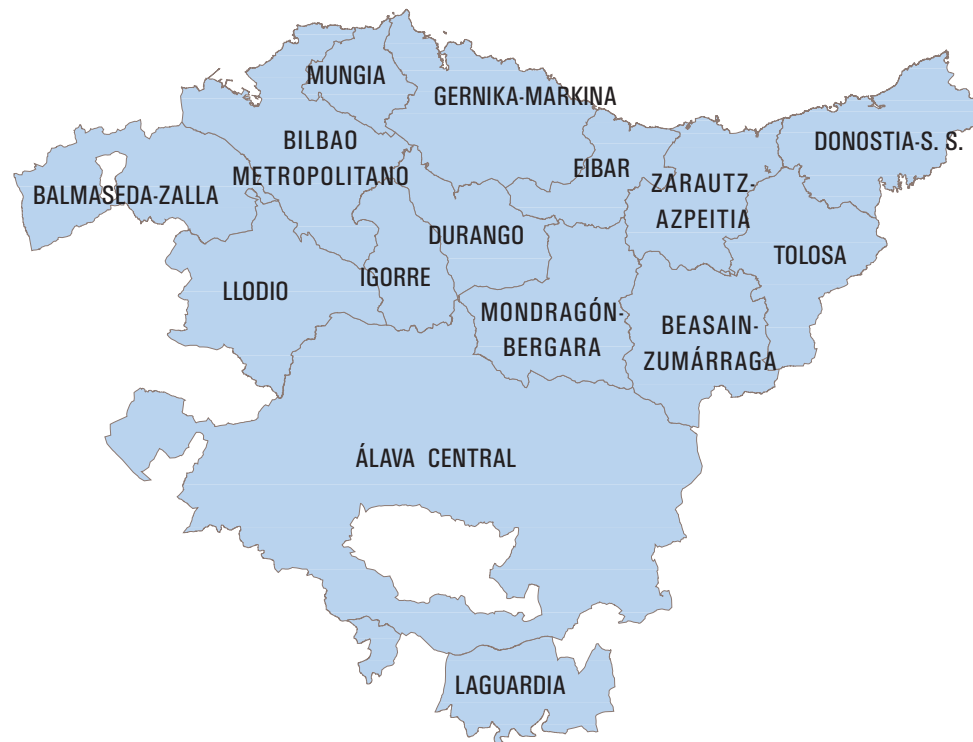 MUNGIA
GERNIKA-MARKINA
BILBAO
METROPOLITANO
DONOSTIA-S. S.
EIBAR
ZARAUTZ-
AZPEITIA
BALMASEDA-ZALLA
DURANGO
TOLOSA
IGORRE
LLODIO
MONDRAGÓN-
BERGARA
BEASAIN-
ZUMÁRRAGA
ÁLAVA CENTRAL
LAGUARDIA